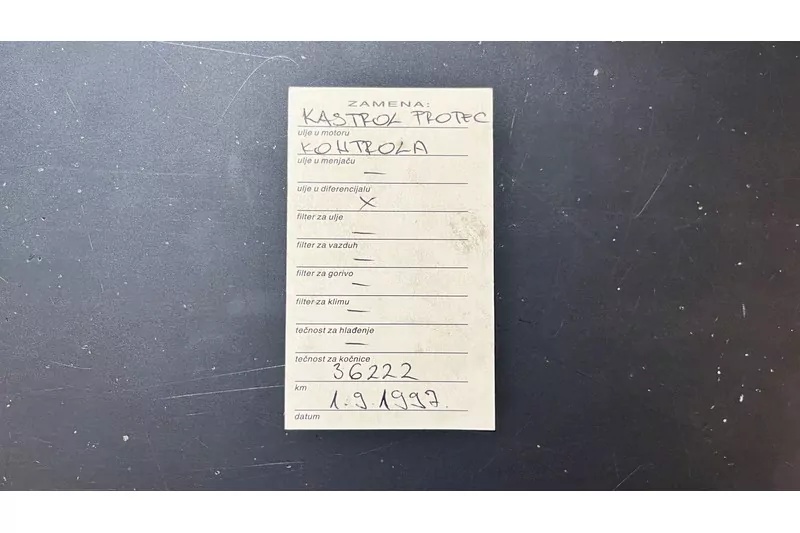 ZAMENA:
KASTROL PROTEC
ulje u motoru
KONTROLA
ulje u menjaču
—
ulje u diferencijalu
X
filter za ulje
—
filter za vazduh
—
filter za gorivo
—
filter za klimu
—
tečnost za hlađenje
—
tečnost za kočnice
36222
km
1.9.1997.
datum